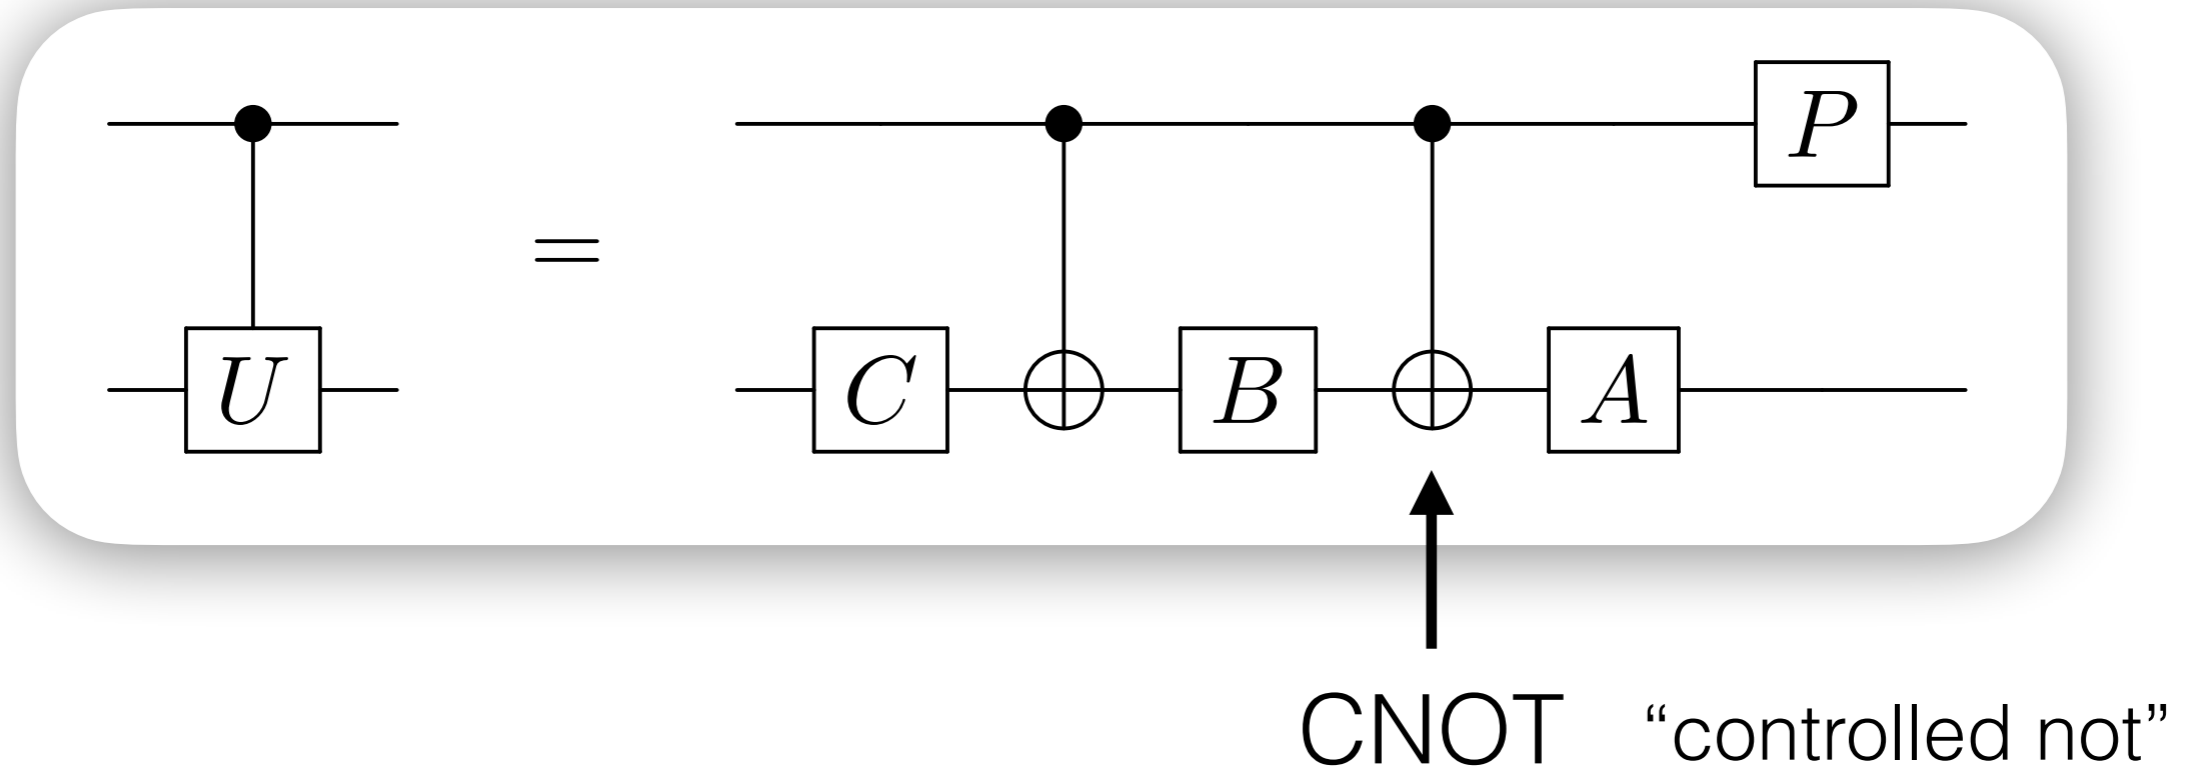 P
=
U C B A
CNOT “controlled not”